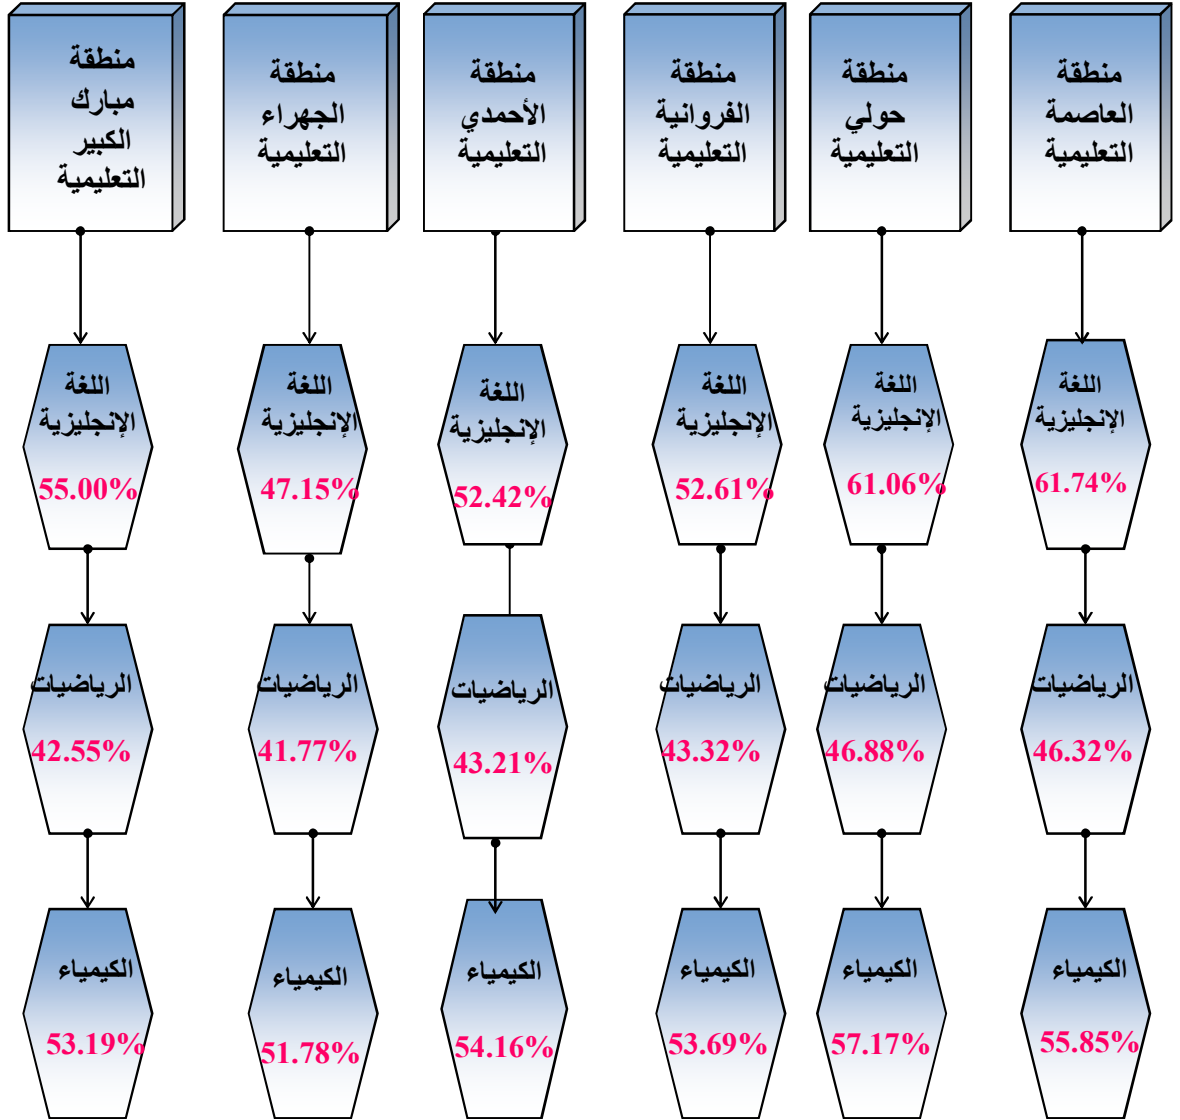 منطقة
العاصمة
التعليمية
منطقة
حولي
التعليمية
منطقة
الفروانية
التعليمية
منطقة
الأحمدي
التعليمية
منطقة
الجهراء
التعليمية
منطقة
مبارك
الكبير
التعليمية
اللغة
الإنجليزية
61.74%
اللغة
الإنجليزية
61.06%
اللغة
الإنجليزية
52.61%
اللغة
الإنجليزية
52.42%
اللغة
الإنجليزية
47.15%
اللغة
الإنجليزية
55.00%
الرياضيات
46.32%
الرياضيات
46.88%
الرياضيات
43.32%
الرياضيات
43.21%
الرياضيات
41.77%
الرياضيات
42.55%
الكيمياء
55.85%
الكيمياء
57.17%
الكيمياء
53.69%
الكيمياء
54.16%
الكيمياء
51.78%
الكيمياء
53.19%